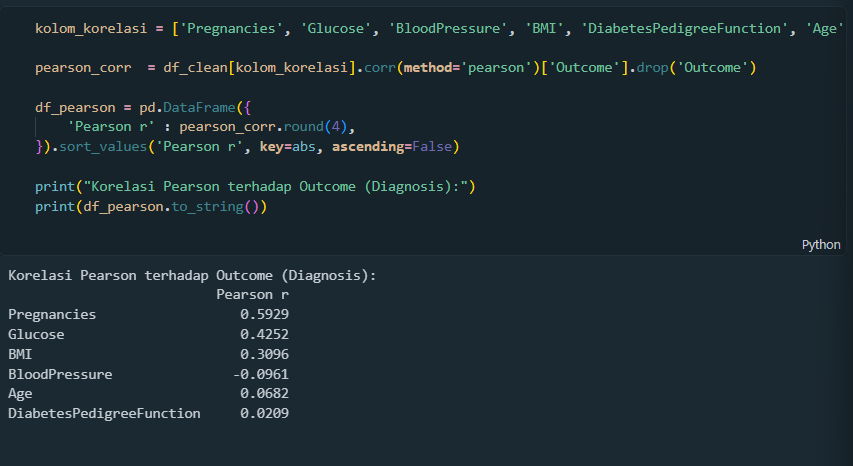 kolom_korelasi = ['Pregnancies', 'Glucose', 'BloodPressure', 'BMI', 'DiabetesPedigreeFunction', 'Age'
pearson_corr  = df_clean[kolom_korelasi].corr(method='pearson')['Outcome'].drop('Outcome')
df_pearson = pd.DataFrame({
    'Pearson r' : pearson_corr.round(4),
}).sort_values('Pearson r', key=abs, ascending=False)
print("Korelasi Pearson terhadap Outcome (Diagnosis):")
print(df_pearson.to_string())
Python
Korelasi Pearson terhadap Outcome (Diagnosis):
                          Pearson r
Pregnancies                  0.5929
Glucose                      0.4252
BMI                          0.3096
BloodPressure               -0.0961
Age                          0.0682
DiabetesPedigreeFunction     0.0209